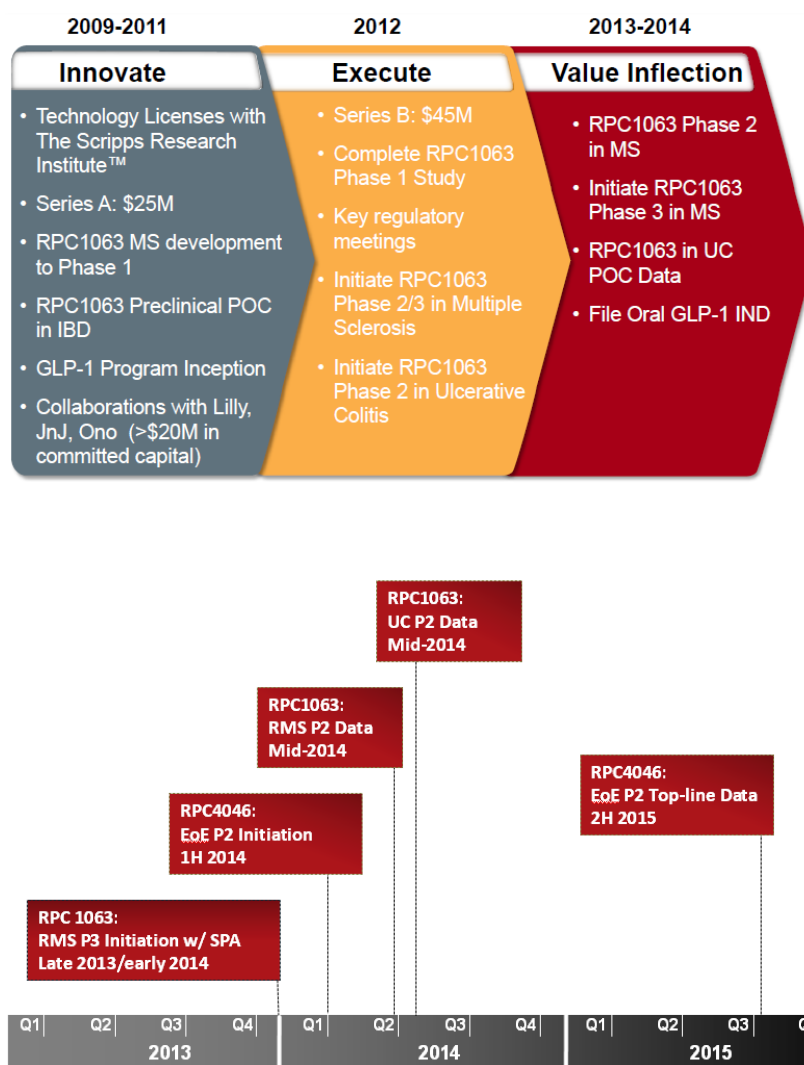 2009-2011
2012
2013-2014
Innovate
Execute
Value Inflection
• Technology Licenses with
The Scripps Research
Institute™
• Series A: $25M
• RPC1063 MS development
to Phase 1
• RPC1063 Preclinical POC
in IBD
• GLP-1 Program Inception
• Collaborations with Lilly,
JnJ, Ono (>$20M in
committed capital)
• Series B: $45M
• Complete RPC1063
Phase 1 Study
• Key regulatory
meetings
• Initiate RPC1063
Phase 2/3 in Multiple
Sclerosis
• Initiate RPC1063
Phase 2 in Ulcerative
Colitis
• RPC1063 Phase 2
in MS
• Initiate RPC1063
Phase 3 in MS
• RPC1063 in UC
POC Data
• File Oral GLP-1 IND
RPC1063:
UC P2 Data
Mid-2014
RPC1063:
RMS P2 Data
Mid-2014
RPC4046:
EoE P2 Top-line Data
2H 2015
RPC4046:
EoE P2 Initiation
1H 2014
RPC 1063:
RMS P3 Initiation w/ SPA
Late 2013/early 2014
Q1 Q2 Q3 Q4 Q1 Q2 Q3 Q4 Q1 Q2 Q3
2013 2014 2015